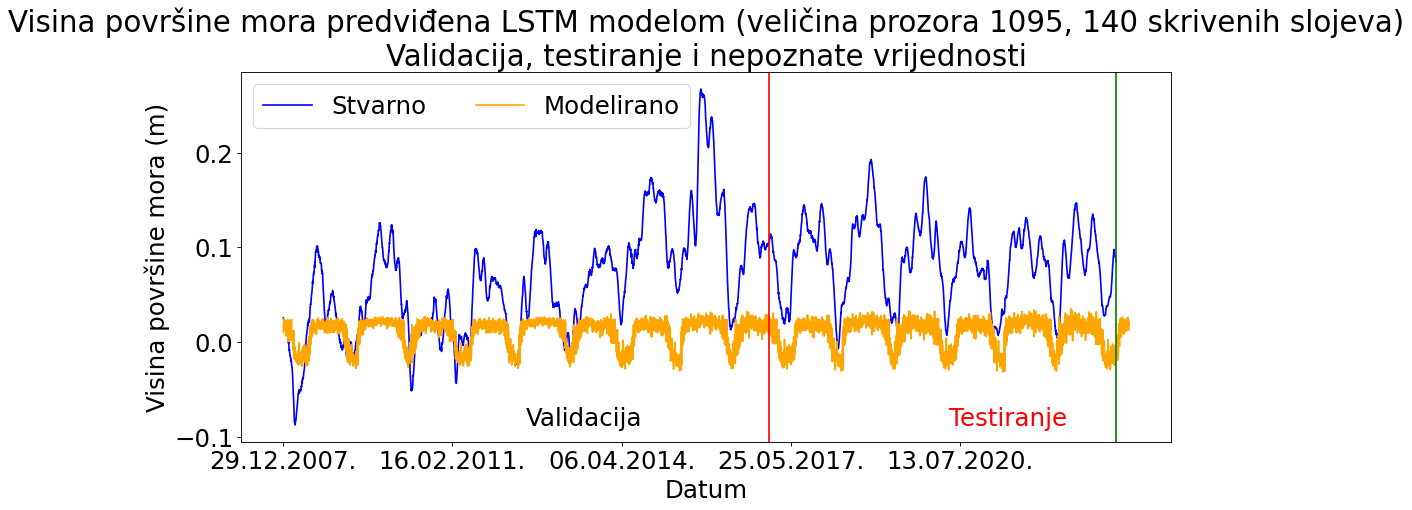 Visina površine mora predviđena LSTM modelom (veličina prozora 1095, 140 skrivenih slojeva)
Validacija, testiranje i nepoznate vrijednosti
Stvarno
Modelirano
Visina površine mora (m)
0.2
0.1
0.0
−0.1
Validacija
Testiranje
29.12.2007.
16.02.2011.
06.04.2014.
25.05.2017.
13.07.2020.
Datum